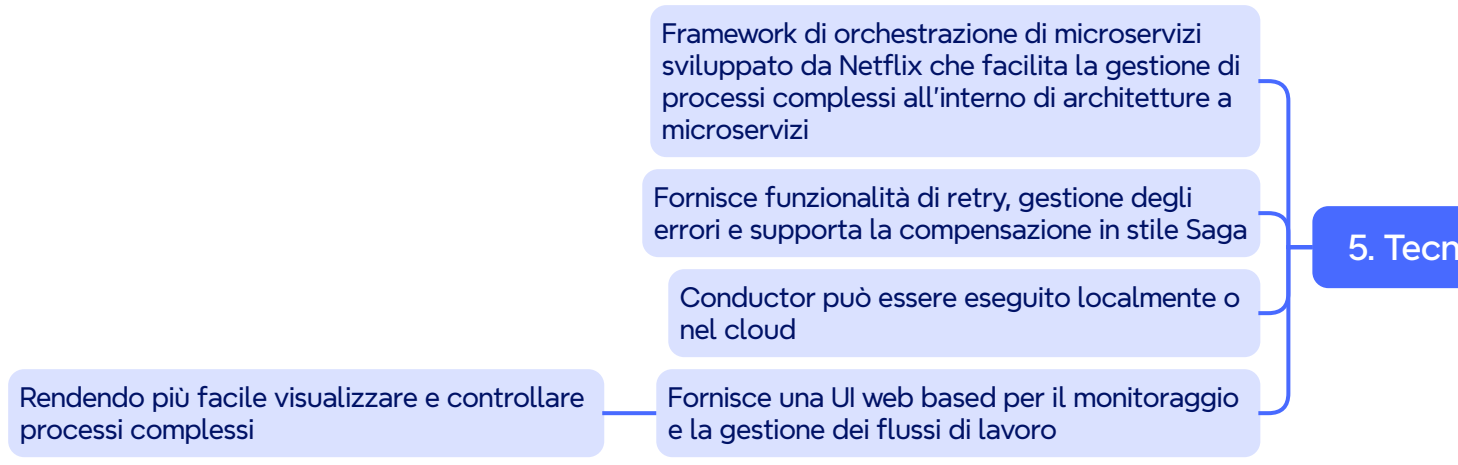 Framework di orchestrazione di microservizi
sviluppato da Netflix che facilita la gestione di
processi complessi all'interno di architetture a
microservizi
Fornisce funzionalità di retry, gestione degli
errori e supporta la compensazione in stile Saga
5. Tecn
Conductor può essere eseguito localmente o
nel cloud
Rendendo più facile visualizzare e controllare
processi complessi
Fornisce una UI web based per il monitoraggio
e la gestione dei flussi di lavoro